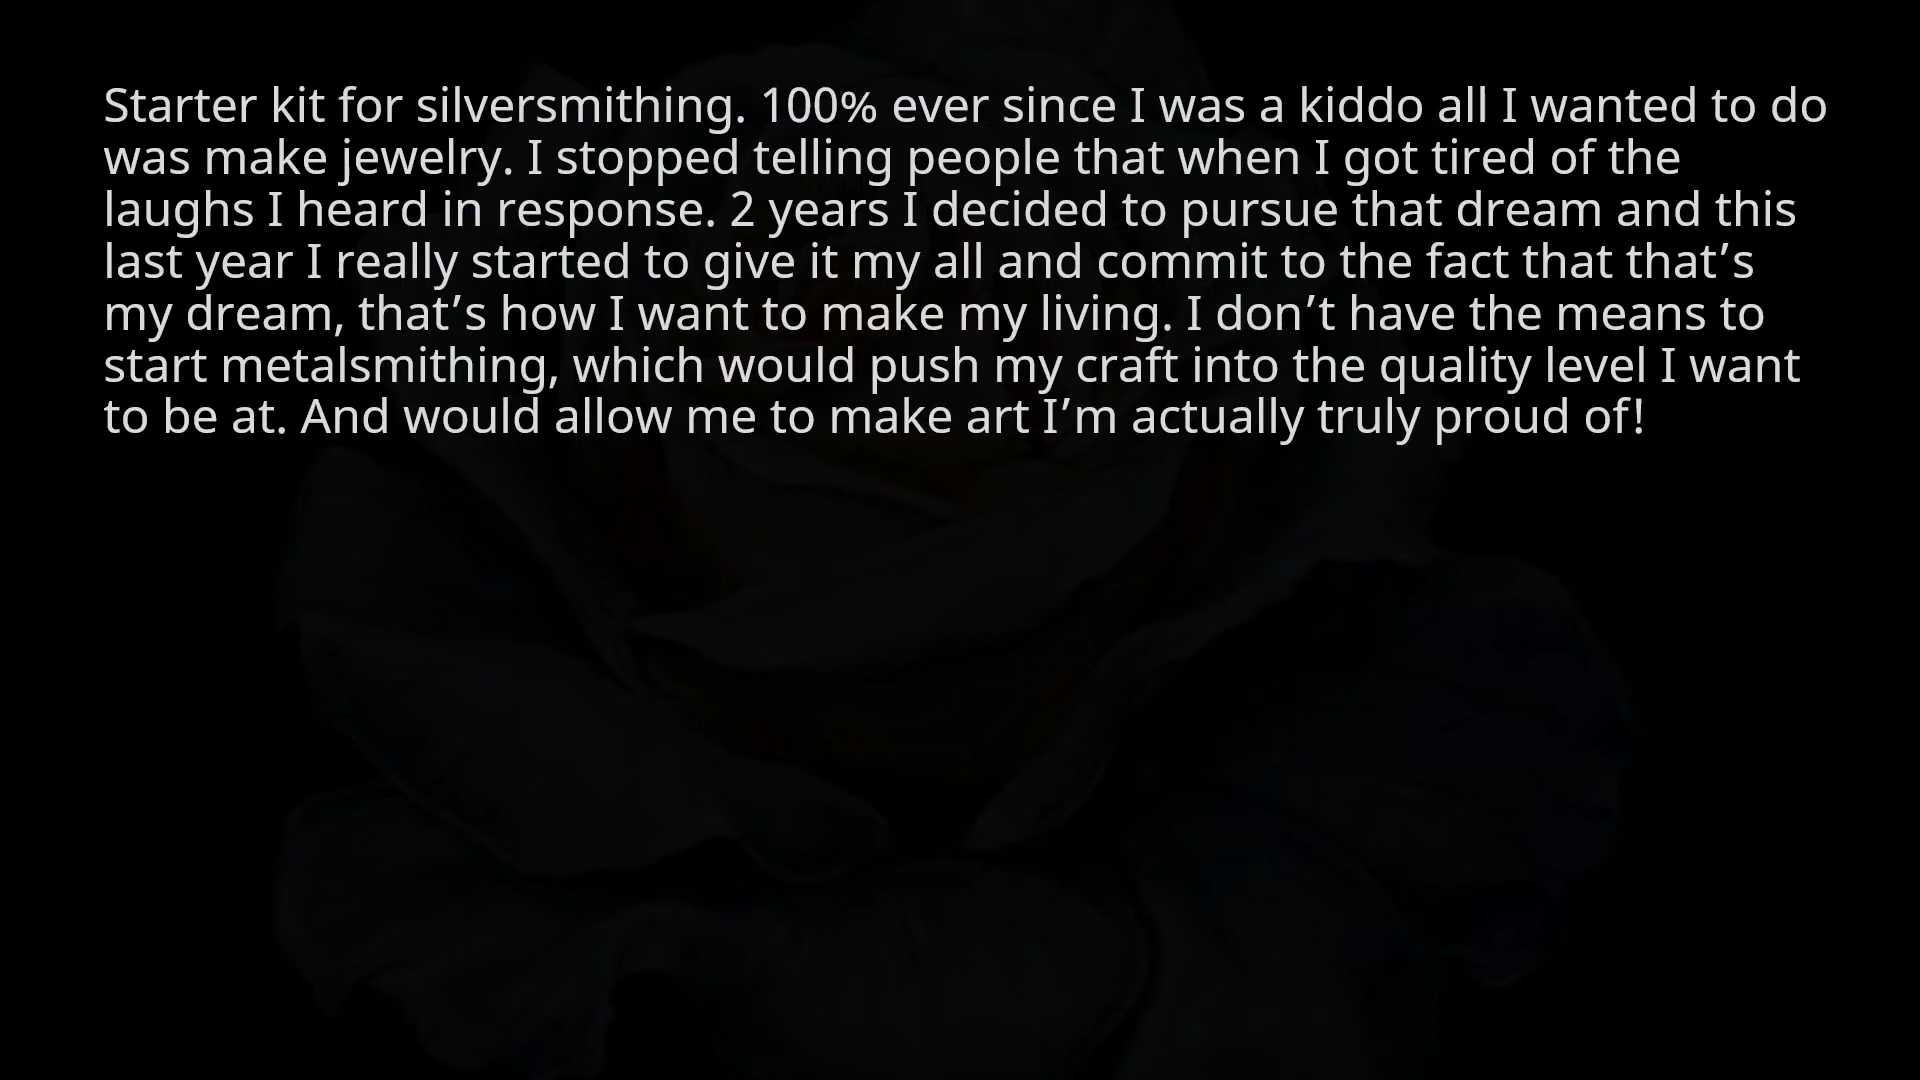 Starter kit for silversmithing. 100% ever since I was a kiddo all I wanted to do
was make jewelry. I stopped telling people that when I got tired of the
laughs I heard in response. 2 years I decided to pursue that dream and this
last year I really started to give it my all and commit to the fact that that’s
my dream, that’s how I want to make my living. I don’t have the means to
start metalsmithing, which would push my craft into the quality level I want
to be at. And would allow me to make art I’m actually truly proud of!